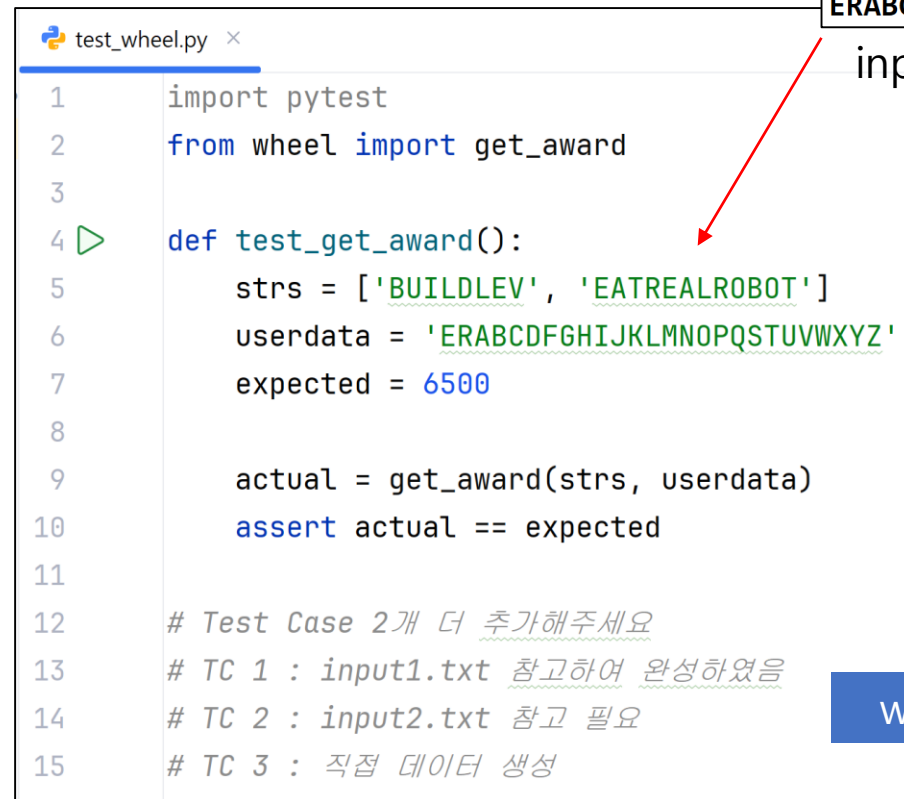 ERABC
inp
test_wheel.py ×
1 import pytest
2 from wheel import get_award
3
4 def test_get_award():
5 strs = ['BUILDLEV', 'EATREALROBOT']
6 userdata = 'ERABCDFGHIJKLMNOPQSTUVWXYZ'
7 expected = 6500
8
9 actual = get_award(strs, userdata)
10 assert actual == expected
11
12 # Test Case 2개 더 추가해주세요
13 # TC 1 : input1.txt 참고하여 완성하였음
14 # TC 2 : input2.txt 참고 필요
15 # TC 3 : 직접 데이터 생성